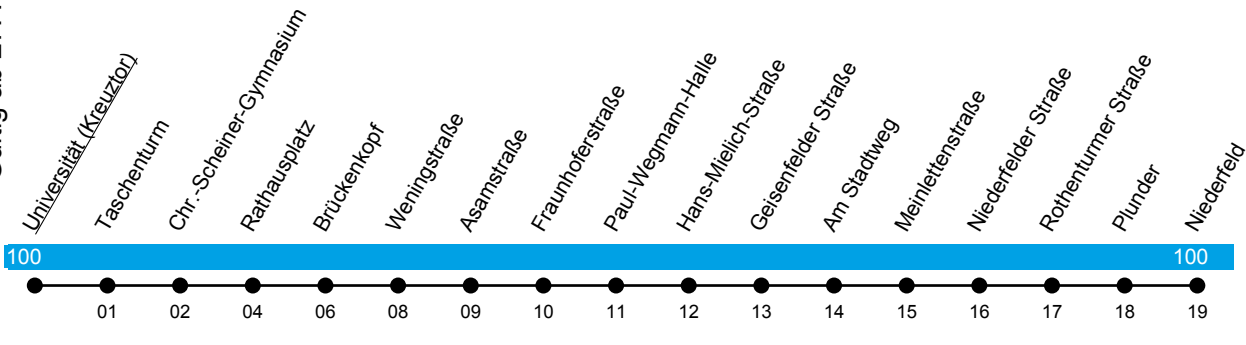 Universität (Kreuztor)
Taschenturm
Chr.-Scheiner-Gymnasium
Rathausplatz
Brückenkopf
Weningstraße
Asamstraße
Fraunhoferstraße
Paul-Wegmann-Halle
Hans-Mielich-Straße
Geisenfelder Straße
Am Stadtweg
Meinlettenstraße
Niederfelder Straße
Rothenturmer Straße
Plunder
Niederfeld
100 100
01 02 04 06 08 09 10 11 12 13 14 15 16 17 18 19